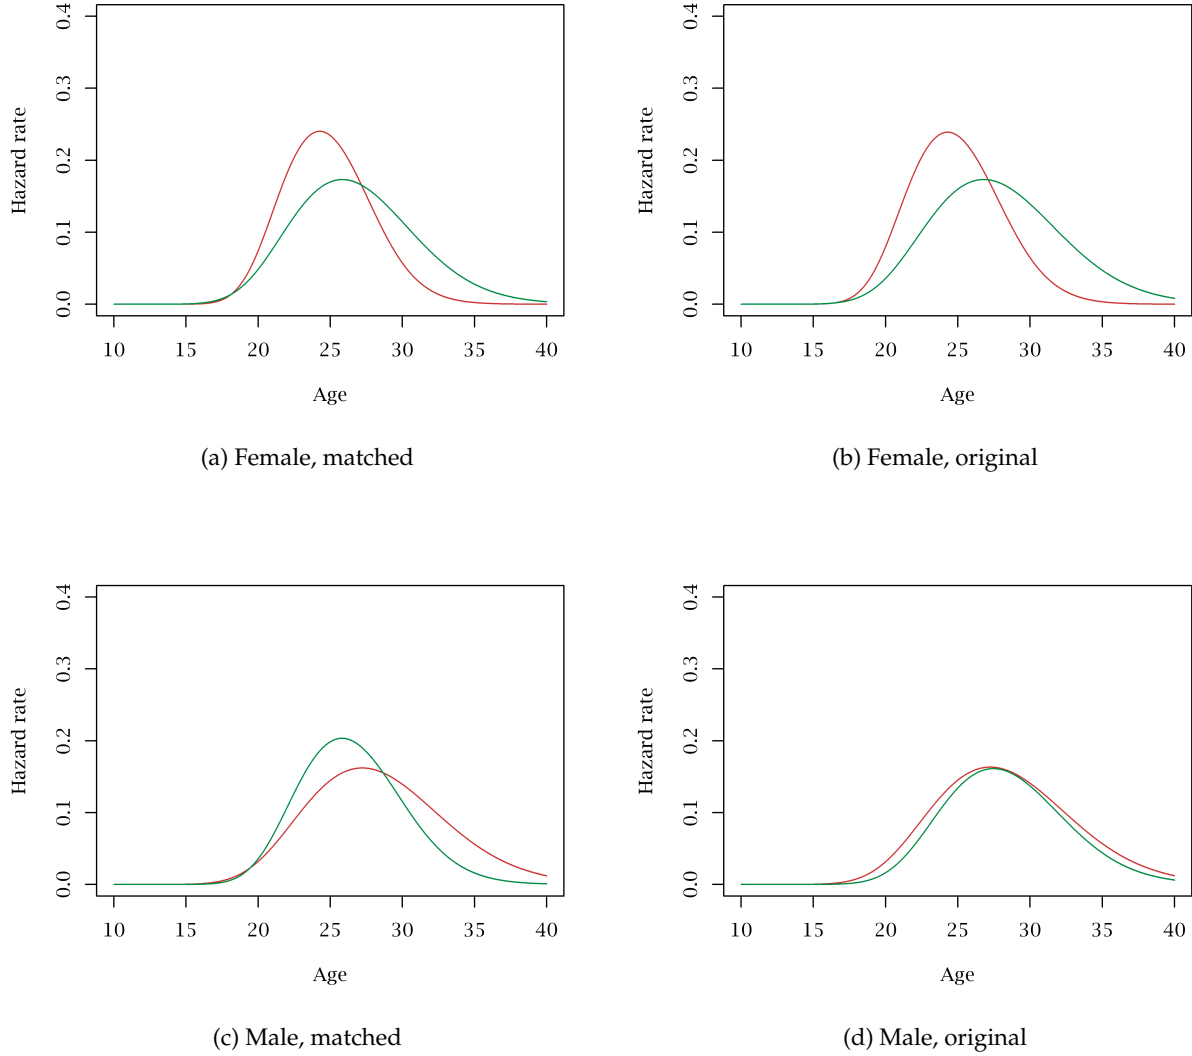 0.4
0.3
0.2
0.1
0.0
Hazard rate
10 15 20 25 30 35 40
Age
(a) Female, matched
0.4
0.3
0.2
0.1
0.0
Hazard rate
10 15 20 25 30 35 40
Age
(b) Female, original
0.4
0.3
0.2
0.1
0.0
Hazard rate
10 15 20 25 30 35 40
Age
(c) Male, matched
0.4
0.3
0.2
0.1
0.0
Hazard rate
10 15 20 25 30 35 40
Age
(d) Male, original